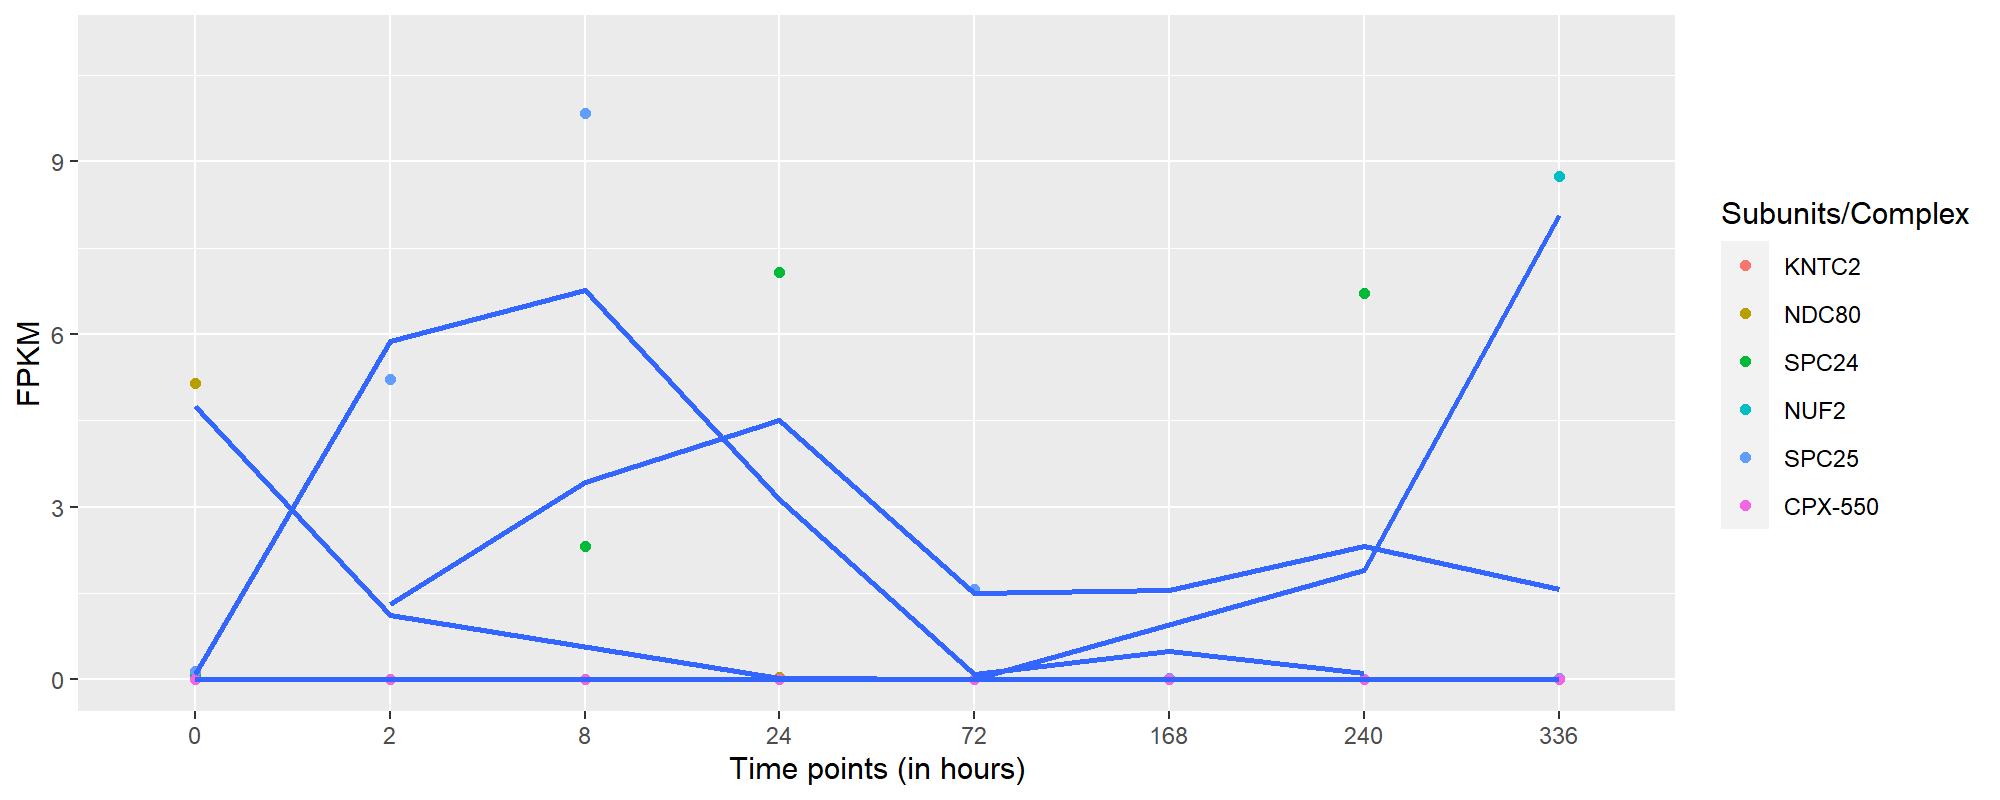 FPKM
9
6
3
0
0 2 8 24 72 168 240 336
Time points (in hours)
Subunits/Complex
KNTC2
NDC80
SPC24
NUF2
SPC25
CPX-550